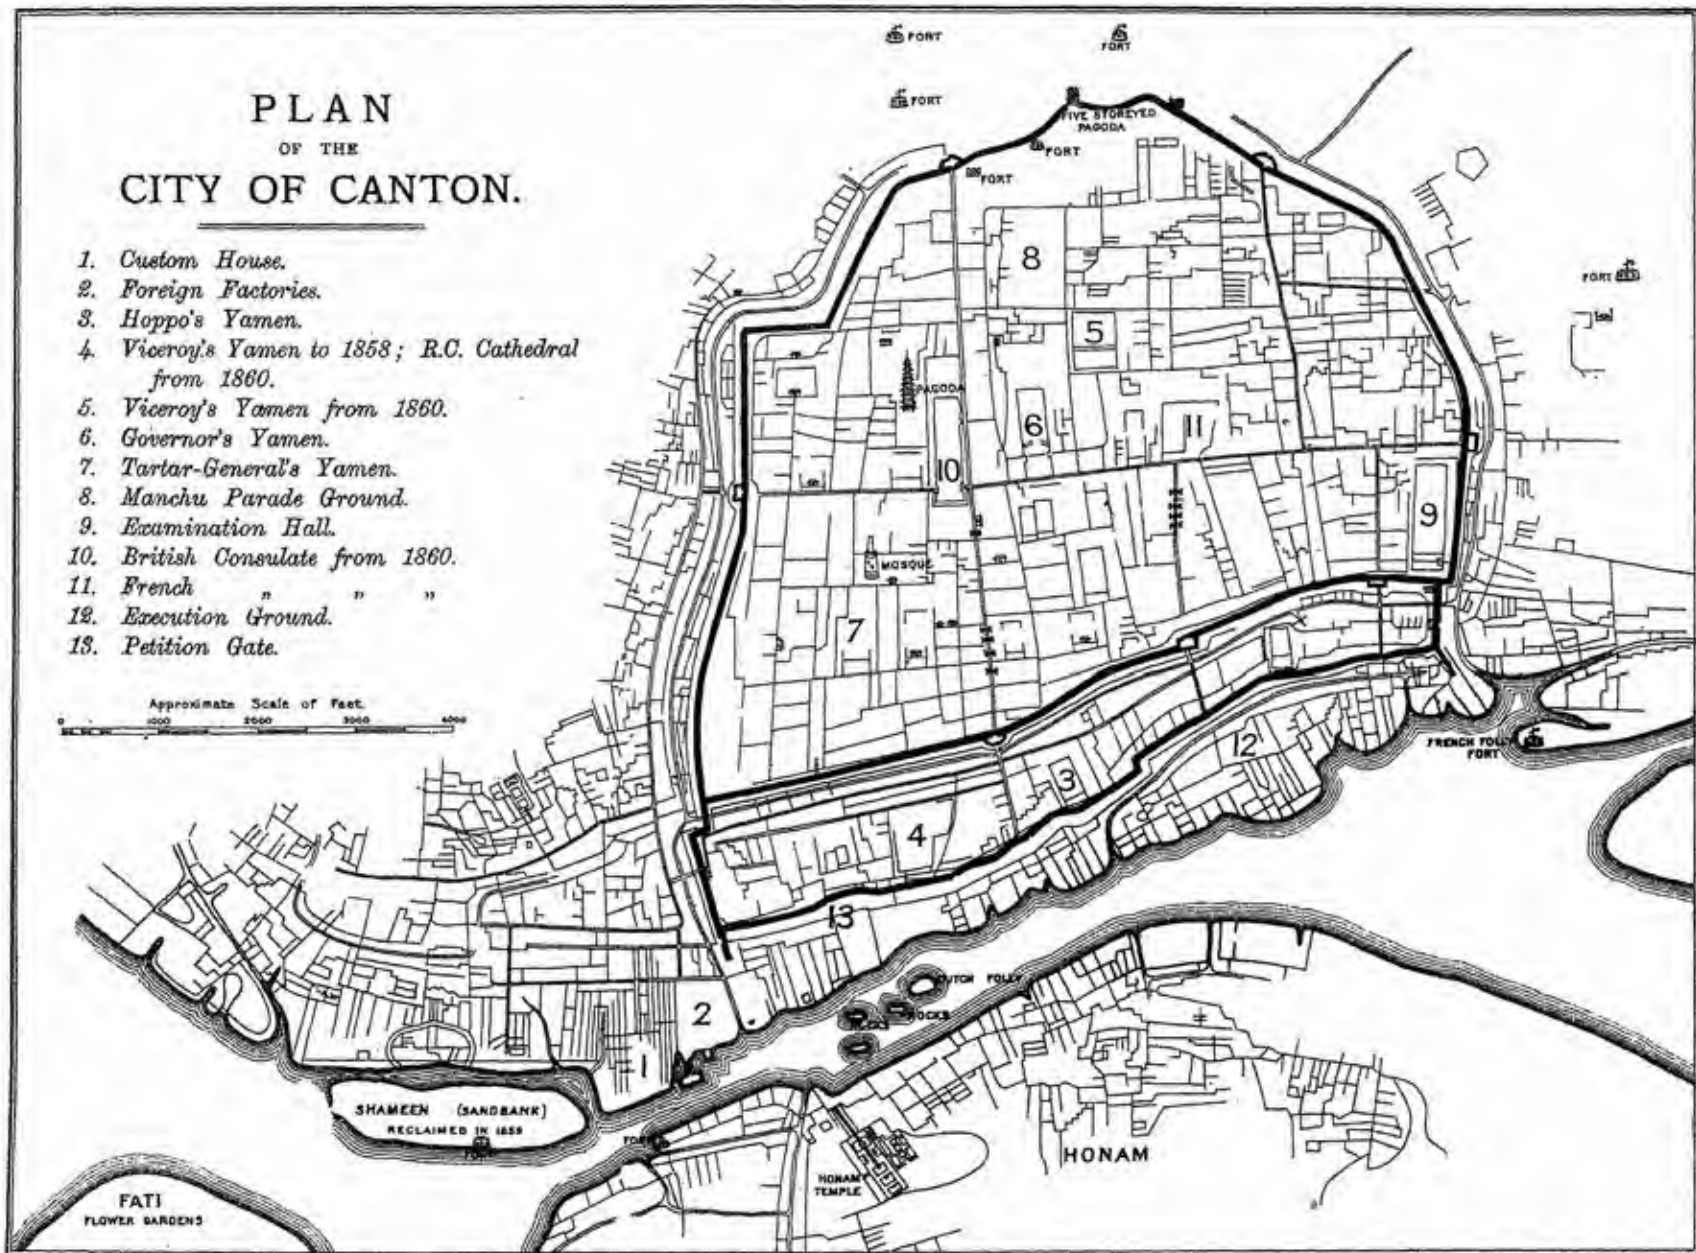 PLAN
OF THE
CITY OF CANTON.
1. Custom House.
2. Foreign Factories.
3. Hoppo's Yamen.
4. Viceroy's Yamen to 1858; R.C. Cathedral
from 1860.
5. Viceroy's Yamen from 1860.
6. Governor's Yamen.
7. Tartar-General's Yamen.
8. Manchu Parade Ground.
9. Examination Hall.
10. British Consulate from 1860.
11. French " " "
12. Execution Ground.
13. Petition Gate.
Approximate Scale of Feet.
0 1000 2000 3000 4000
FORT
FORT
FORT
FIVE STOREYED
PAGODA
FORT
FORT
8
FORT
5
PAGODA
6
11
10
9
MOSQUE
7
12
FRENCH FOLLY
FORT
3
4
13
DUTCH FOLLY
2
ROCKS
ROCKS
1
SHAMEEN (SANDBANK)
RECLAIMED IN 1859
FORT
FORT
HONAM
HONAM
TEMPLE
FATI
FLOWER GARDENS